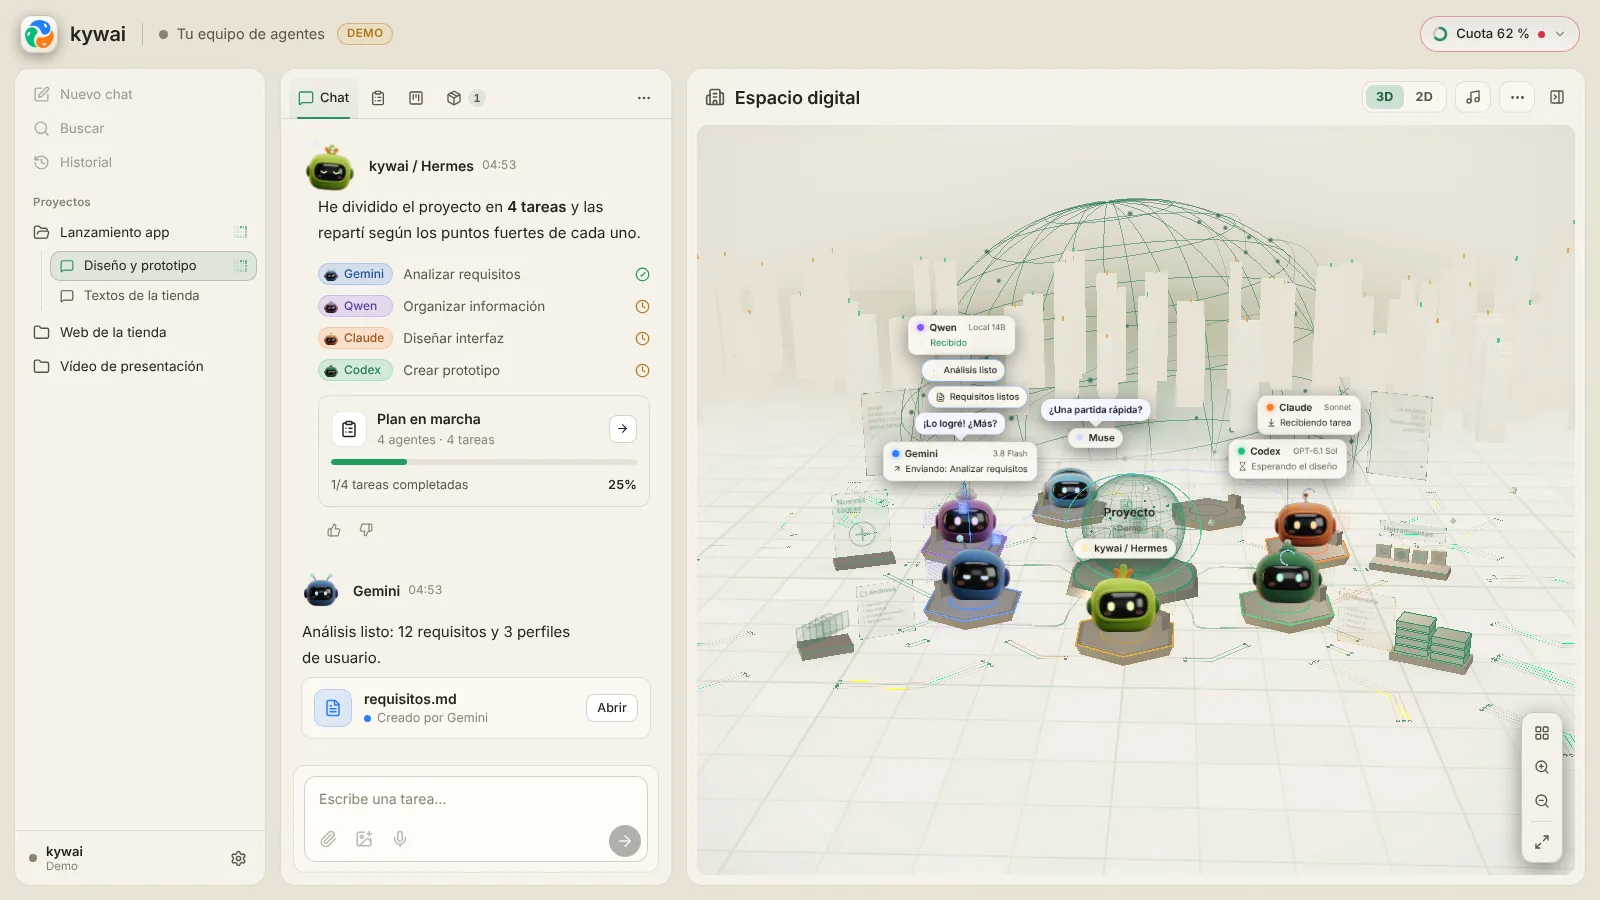 kywai
Tu equipo de agentes
DEMO
Cuota 62 %
Nuevo chat
Buscar
Historial
Proyectos
Lanzamiento app
Diseño y prototipo
Textos de la tienda
Web de la tienda
Vídeo de presentación
kywai
Demo
Chat
1
kywai / Hermes 04:53
He dividido el proyecto en 4 tareas y las
repartí según los puntos fuertes de cada uno.
Gemini Analizar requisitos
Qwen Organizar información
Claude Diseñar interfaz
Codex Crear prototipo
Plan en marcha
4 agentes · 4 tareas
1/4 tareas completadas 25%
Gemini 04:53
Análisis listo: 12 requisitos y 3 perfiles
de usuario.
requisitos.md
Creado por Gemini
Abrir
Escribe una tarea...
Espacio digital
3D 2D
Qwen Local 14B
Recibido
Análisis listo
Requisitos listos
¡Lo logré! ¿Más?
Gemini 3.8 Flash
Enviando: Analizar requisitos
¿Una partida rápida?
Muse
Claude Sonnet
Recibiendo tarea
Codex GPT-6.1 Sol
Esperando el diseño
Proyecto
Demo
kywai / Hermes
Nuevas
Herramientas
Archivos